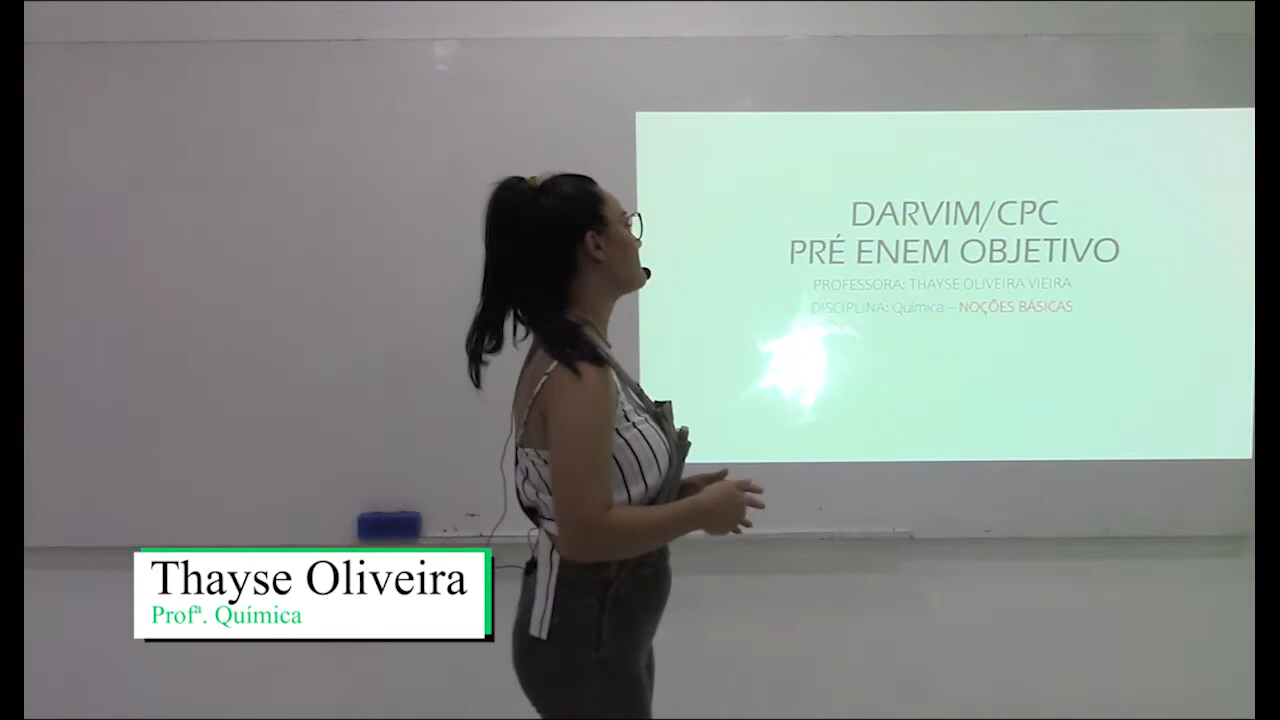 DARVIM/CPC
PRÉ ENEM OBJETIVO
PROFESSORA: THAYSE OLIVEIRA VIEIRA
DISCIPLINA: Química – NOÇÕES BÁSICAS
Thayse Oliveira
Profª. Química